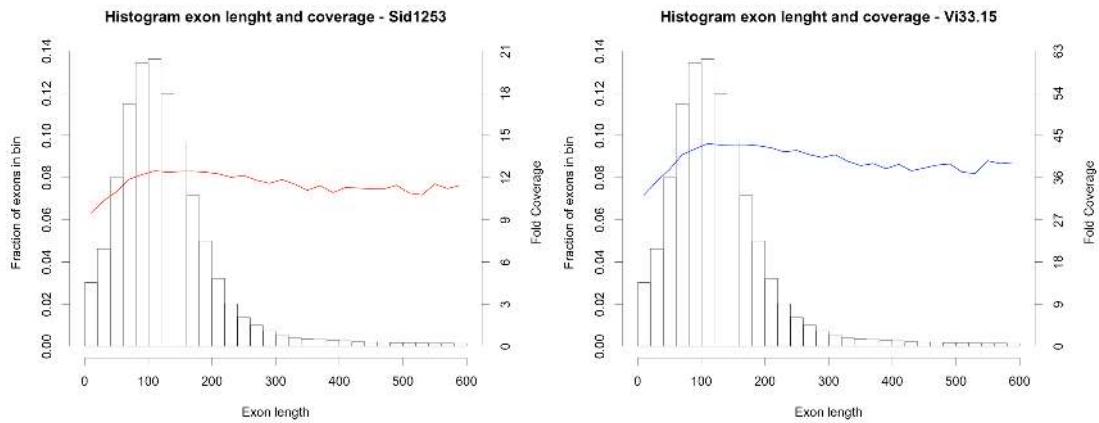 Histogram exon lenght and coverage - Sid1253
Fraction of exons in bin
0.00 0.02 0.04 0.06 0.08 0.10 0.12 0.14
0 3 6 9 12 15 18 21
Fold Coverage
0 100 200 300 400 500 600
Exon length
Histogram exon lenght and coverage - Vi33.15
Fraction of exons in bin
0.00 0.02 0.04 0.06 0.08 0.10 0.12 0.14
0 9 18 27 36 45 54 63
Fold Coverage
0 100 200 300 400 500 600
Exon length